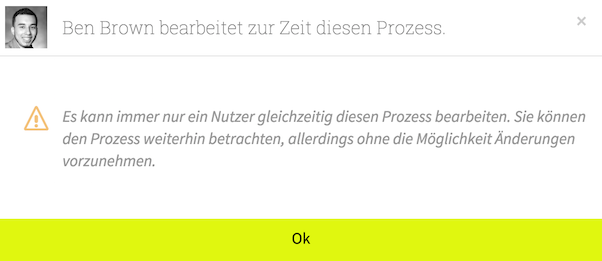 Ben Brown bearbeitet zur Zeit diesen Prozess.
Es kann immer nur ein Nutzer gleichzeitig diesen Prozess bearbeiten. Sie können
den Prozess weiterhin betrachten, allerdings ohne die Möglichkeit Änderungen
vorzunehmen.
Ok